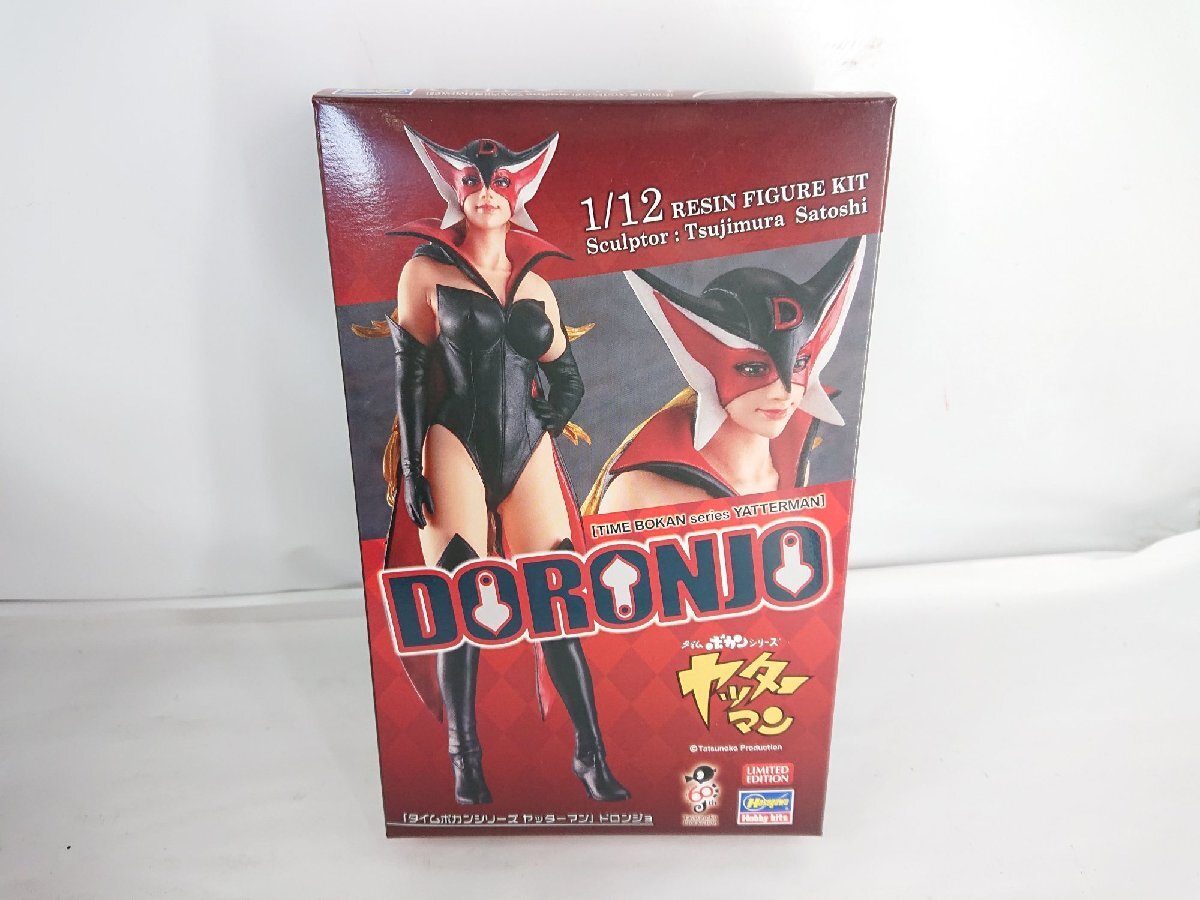 D
1/12 RESIN FIGURE KIT
Sculptor : Tsujimura Satoshi
D
[TIME BOKAN series YATTERMAN]
DORONJO
タイムボカンシリーズ
ヤッターマン
©Tatsunoko Production
60th
LIMITED
EDITION
Hasegawa
Hobby kits
「タイムボカンシリーズ ヤッターマン」ドロンジョ